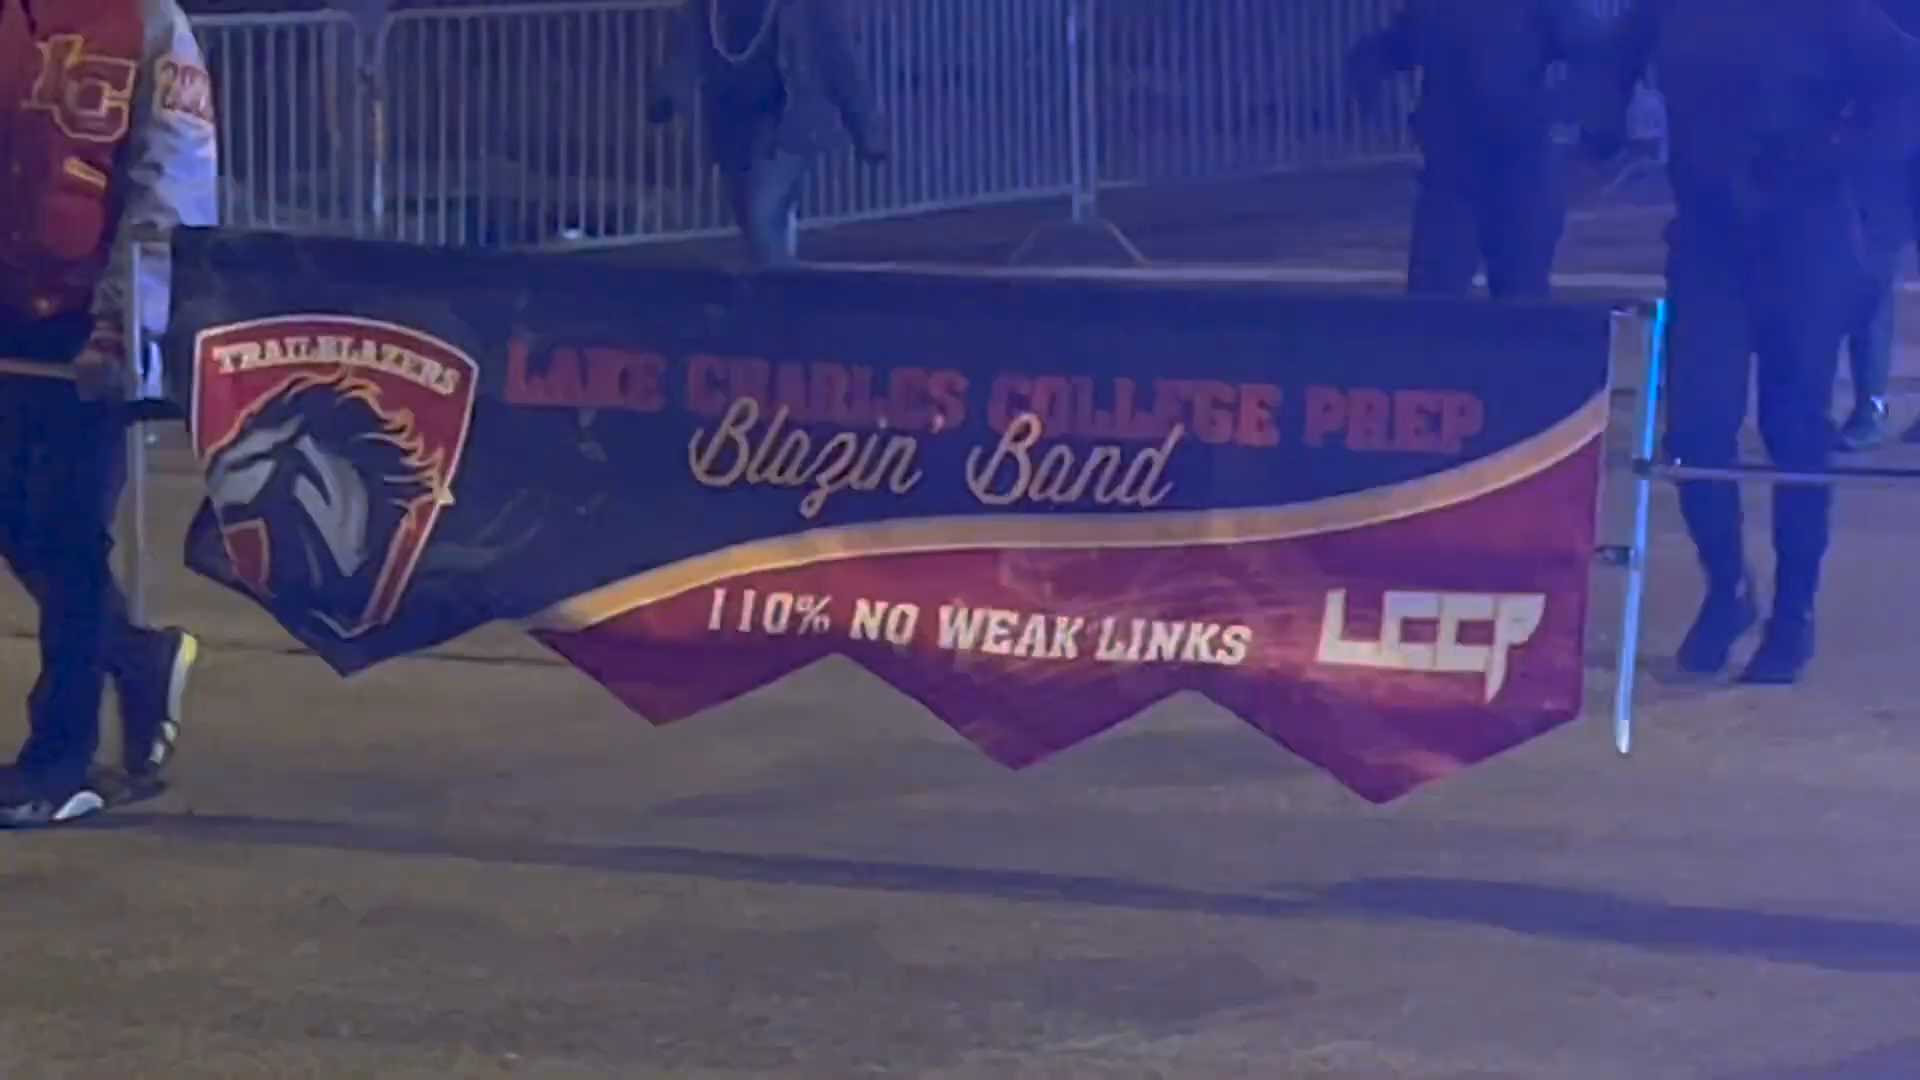 LC
TRAILBLAZERS
LAKE CHARLES COLLEGE PREP
Blazin' Band
110% NO WEAK LINKS
LCCP